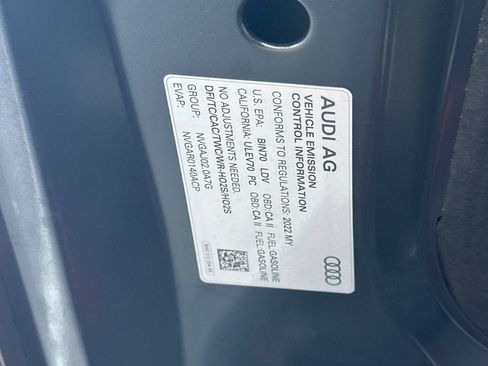 AUDI AG
VEHICLE EMISSION
CONTROL INFORMATION
CONFORMS TO REGULATIONS: 2022 MY
U.S. EPA: BIN70 LDV OBD:CA II FUEL:GASOLINE
CALIFORNIA: ULEV70 PC OBD:CA II FUEL:GASOLINE
NO ADJUSTMENTS NEEDED.
DFI/TC/CAC/TWC/WR-HO2S/HO2S
GROUP: NVGAJ02.0A7G
EVAP: NVGAR0140ACP